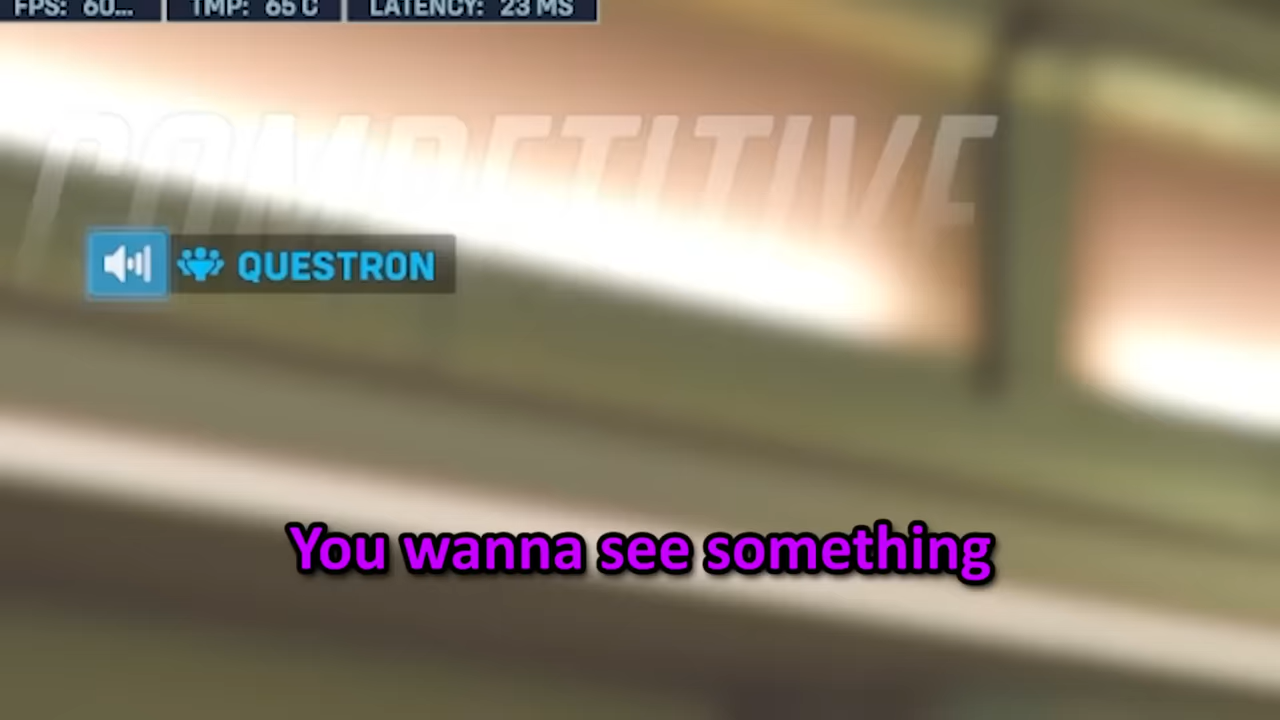 FPS: 60... TMP: 65 C LATENCY: 23 MS
COMPETITIVE
QUESTRON
You wanna see something